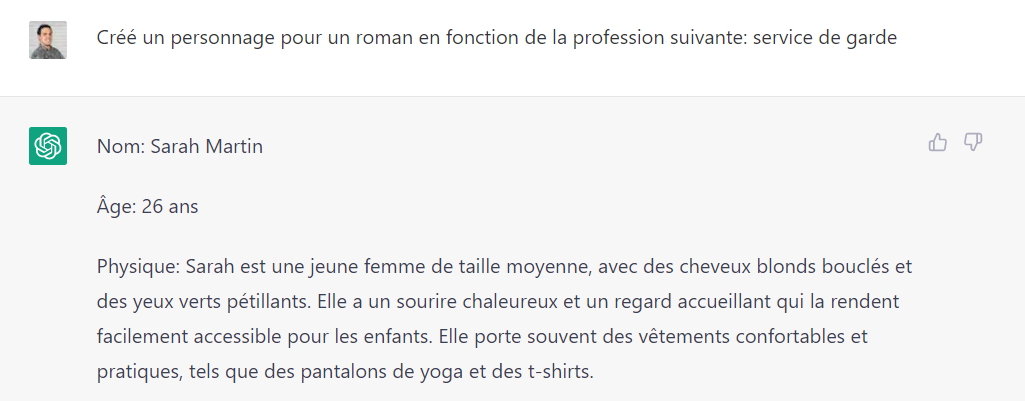 Créé un personnage pour un roman en fonction de la profession suivante: service de garde
Nom: Sarah Martin
Âge: 26 ans
Physique: Sarah est une jeune femme de taille moyenne, avec des cheveux blonds bouclés et
des yeux verts pétillants. Elle a un sourire chaleureux et un regard accueillant qui la rendent
facilement accessible pour les enfants. Elle porte souvent des vêtements confortables et
pratiques, tels que des pantalons de yoga et des t-shirts.